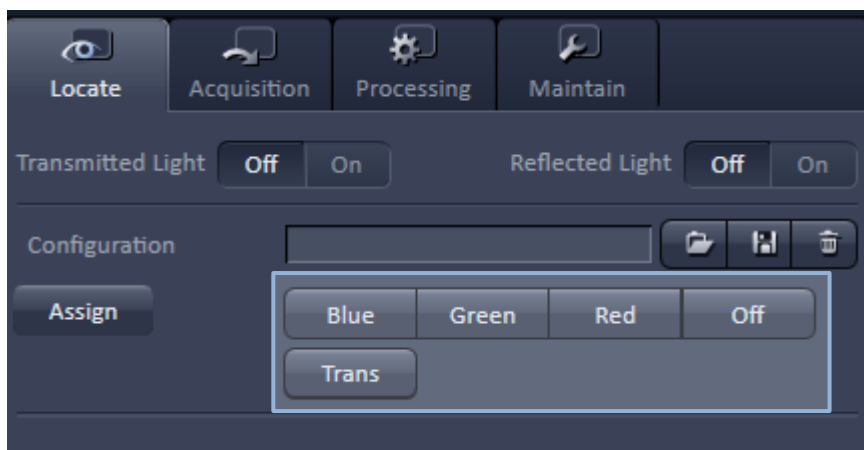 Locate Acquisition Processing Maintain
Transmitted Light Off On Reflected Light Off On
Configuration
Assign Blue Green Red Off
Trans